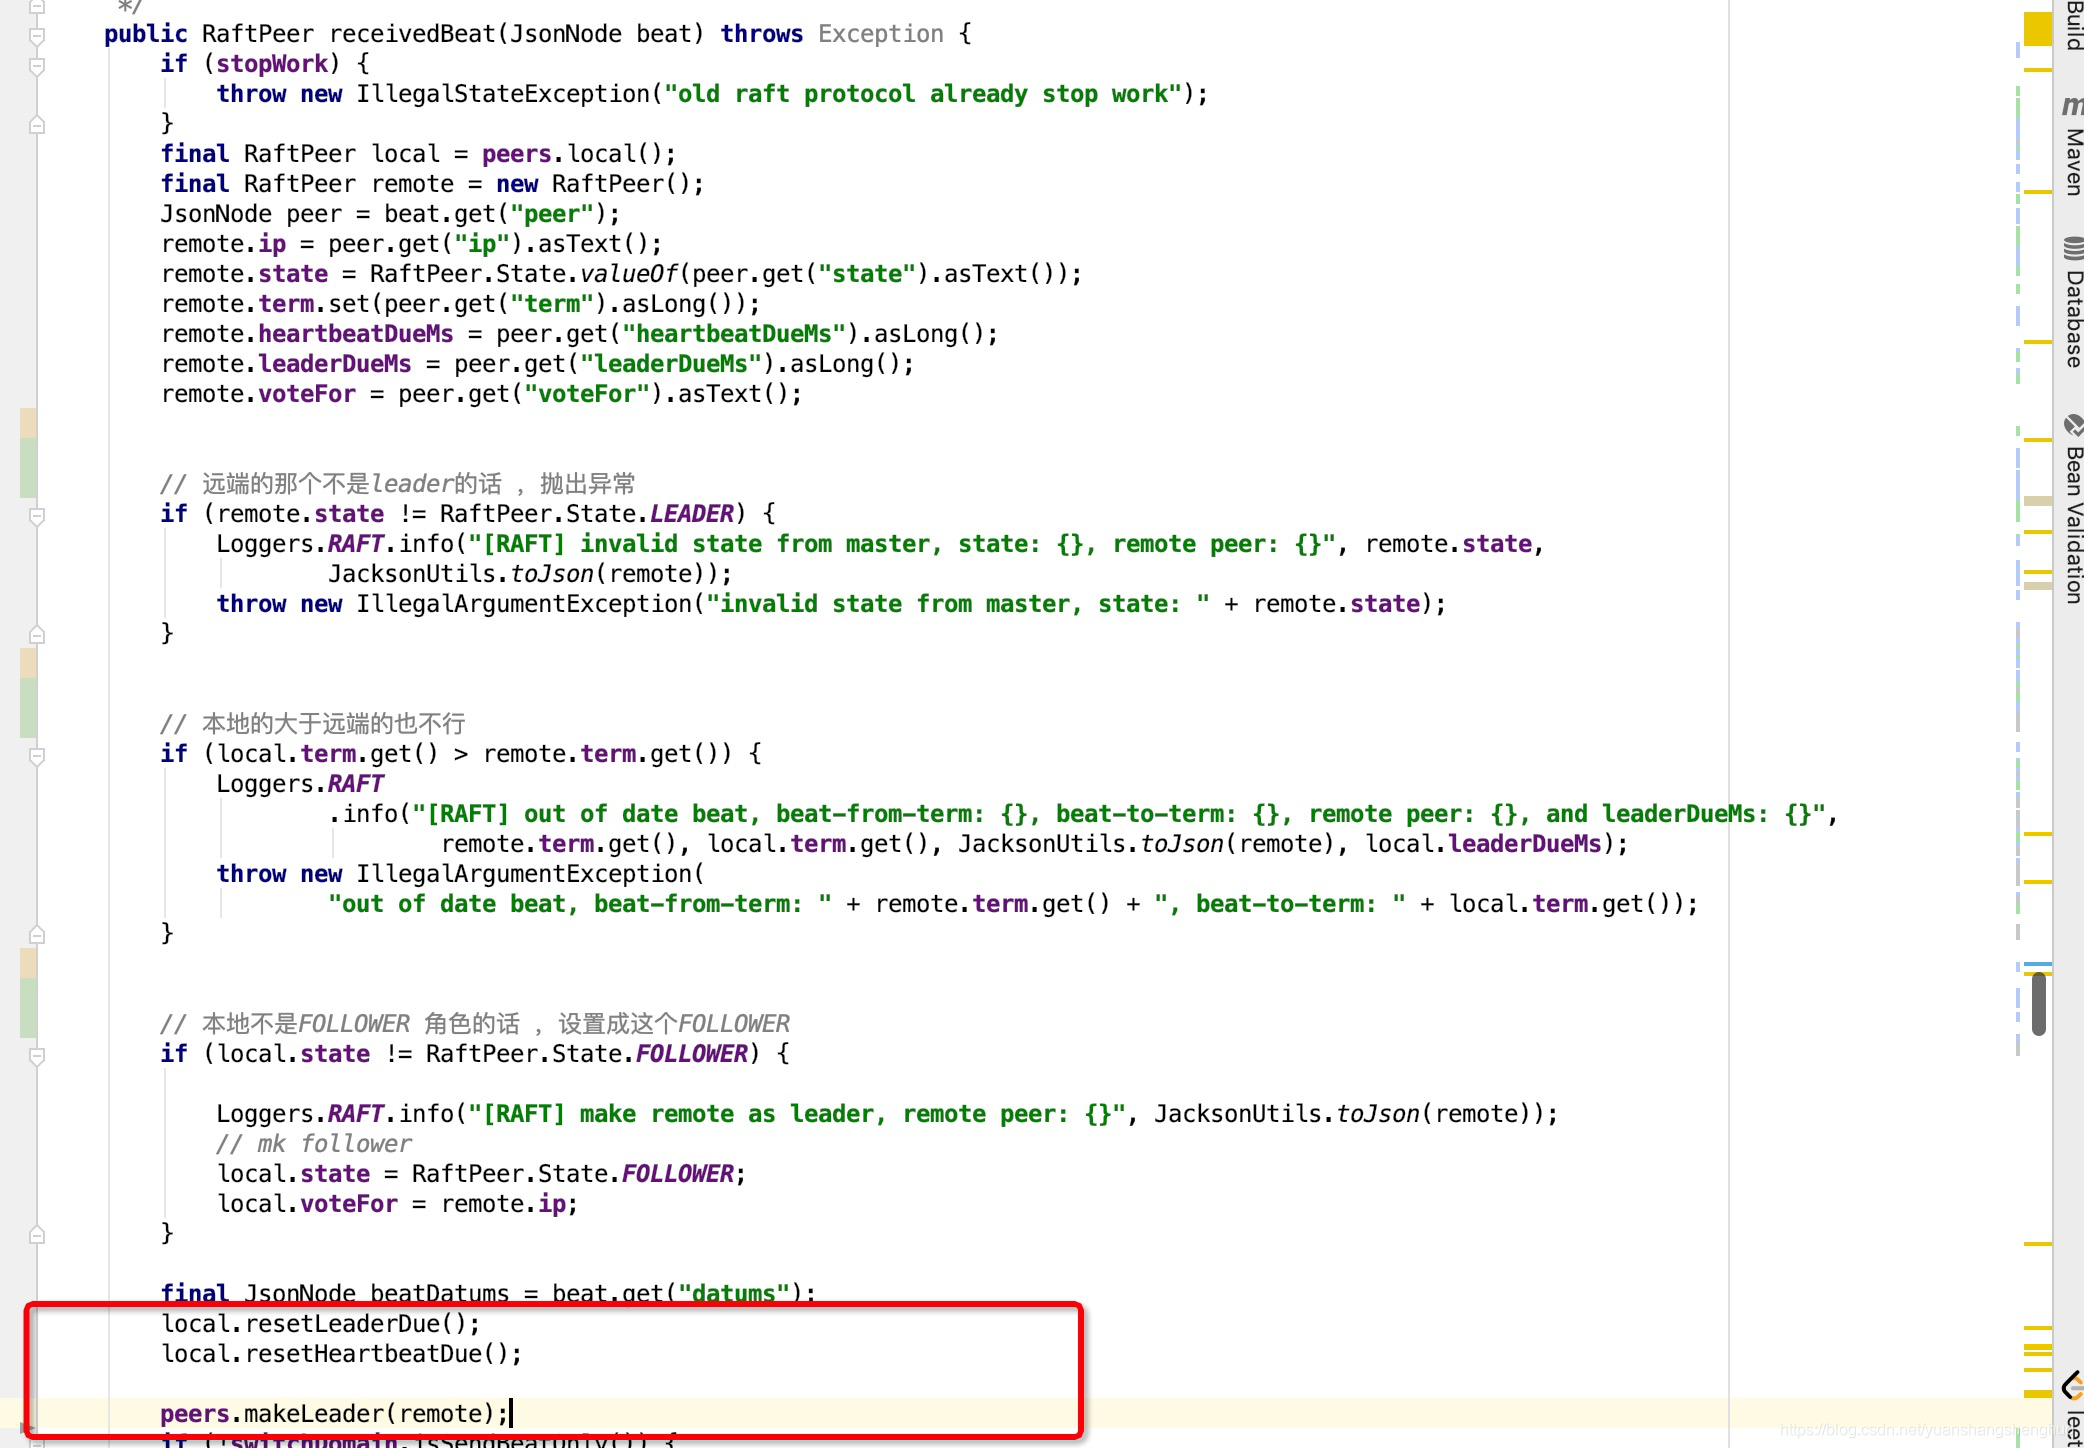 */
public RaftPeer receivedBeat(JsonNode beat) throws Exception {
if (stopWork) {
throw new IllegalStateException("old raft protocol already stop work");
}
final RaftPeer local = peers.local();
final RaftPeer remote = new RaftPeer();
JsonNode peer = beat.get("peer");
remote.ip = peer.get("ip").asText();
remote.state = RaftPeer.State.valueOf(peer.get("state").asText());
remote.term.set(peer.get("term").asLong());
remote.heartbeatDueMs = peer.get("heartbeatDueMs").asLong();
remote.leaderDueMs = peer.get("leaderDueMs").asLong();
remote.voteFor = peer.get("voteFor").asText();
// 远端的那个不是leader的话 ，抛出异常
if (remote.state != RaftPeer.State.LEADER) {
Loggers.RAFT.info("[RAFT] invalid state from master, state: {}, remote peer: {}", remote.state,
JacksonUtils.toJson(remote));
throw new IllegalArgumentException("invalid state from master, state: " + remote.state);
}
// 本地的大于远端的也不行
if (local.term.get() > remote.term.get()) {
Loggers.RAFT
.info("[RAFT] out of date beat, beat-from-term: {}, beat-to-term: {}, remote peer: {}, and leaderDueMs: {}",
remote.term.get(), local.term.get(), JacksonUtils.toJson(remote), local.leaderDueMs);
throw new IllegalArgumentException(
"out of date beat, beat-from-term: " + remote.term.get() + ", beat-to-term: " + local.term.get());
}
// 本地不是FOLLOWER 角色的话 ，设置成这个FOLLOWER
if (local.state != RaftPeer.State.FOLLOWER) {
Loggers.RAFT.info("[RAFT] make remote as leader, remote peer: {}", JacksonUtils.toJson(remote));
// mk follower
local.state = RaftPeer.State.FOLLOWER;
local.voteFor = remote.ip;
}
final JsonNode beatDatums = beat.get("datums");
local.resetLeaderDue();
local.resetHeartbeatDue();
peers.makeLeader(remote);
if (!switchDomain.isSendBeatOnly()) {
Build
Maven
Database
Bean Validation
leet